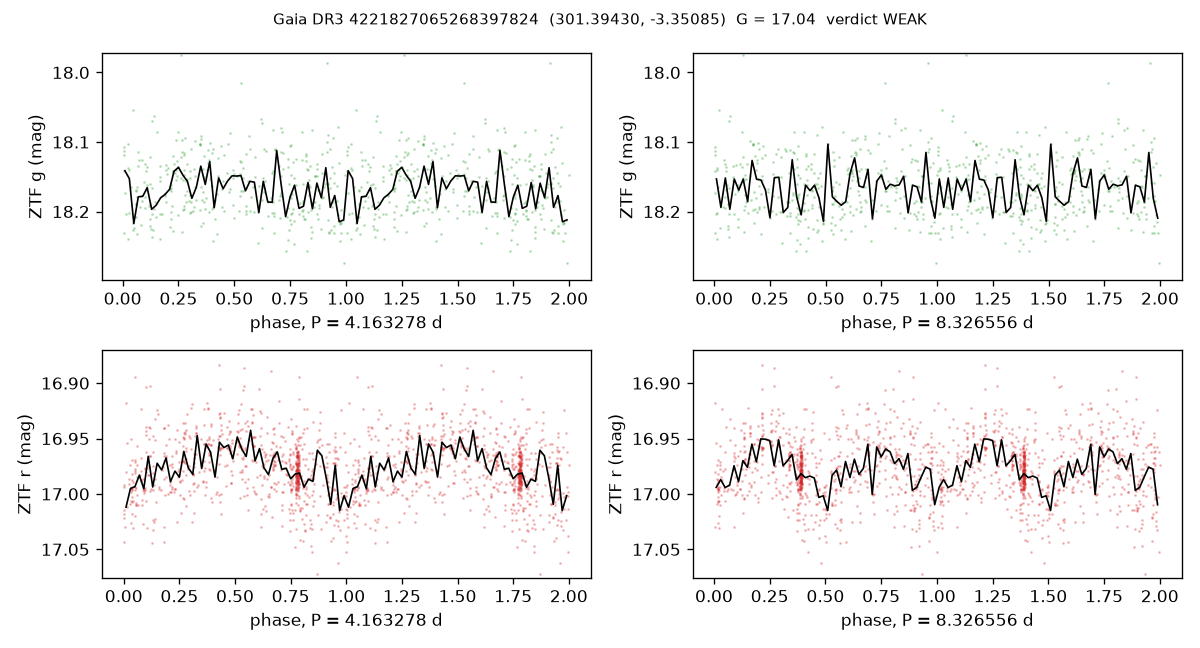 Gaia DR3 4221827065268397824  (301.39430, -3.35085)  G = 17.04  verdict WEAK
18.0
18.1
18.2
ZTF g (mag)
0.00 0.25 0.50 0.75 1.00 1.25 1.50 1.75 2.00
phase, P = 4.163278 d
18.0
18.1
18.2
ZTF g (mag)
0.00 0.25 0.50 0.75 1.00 1.25 1.50 1.75 2.00
phase, P = 8.326556 d
16.90
16.95
17.00
17.05
ZTF r (mag)
0.00 0.25 0.50 0.75 1.00 1.25 1.50 1.75 2.00
phase, P = 4.163278 d
16.90
16.95
17.00
17.05
ZTF r (mag)
0.00 0.25 0.50 0.75 1.00 1.25 1.50 1.75 2.00
phase, P = 8.326556 d